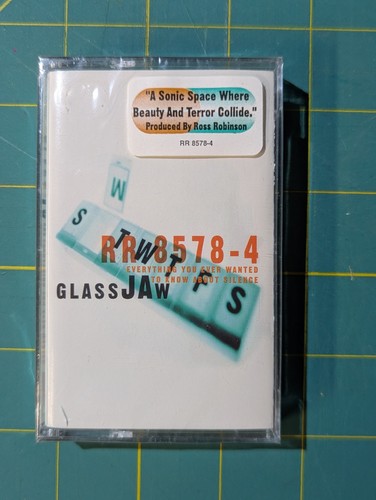 "A Sonic Space Where
Beauty And Terror Collide."
Produced By Ross Robinson
RR 8578-4
M
S T W T F S
RR 8578-4
EVERYTHING YOU EVER WANTED
TO KNOW ABOUT SILENCE
GLASSJAW